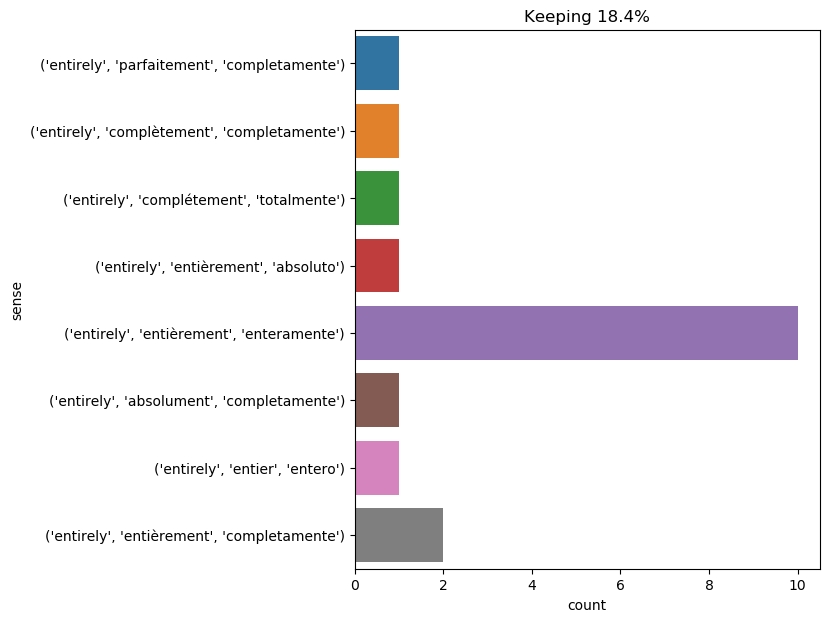 Keeping 18.4%
('entirely', 'parfaitement', 'completamente')
('entirely', 'complètement', 'completamente')
('entirely', 'complétement', 'totalmente')
('entirely', 'entièrement', 'absoluto')
('entirely', 'entièrement', 'enteramente')
('entirely', 'absolument', 'completamente')
('entirely', 'entier', 'entero')
('entirely', 'entièrement', 'completamente')
sense
0 2 4 6 8 10
count